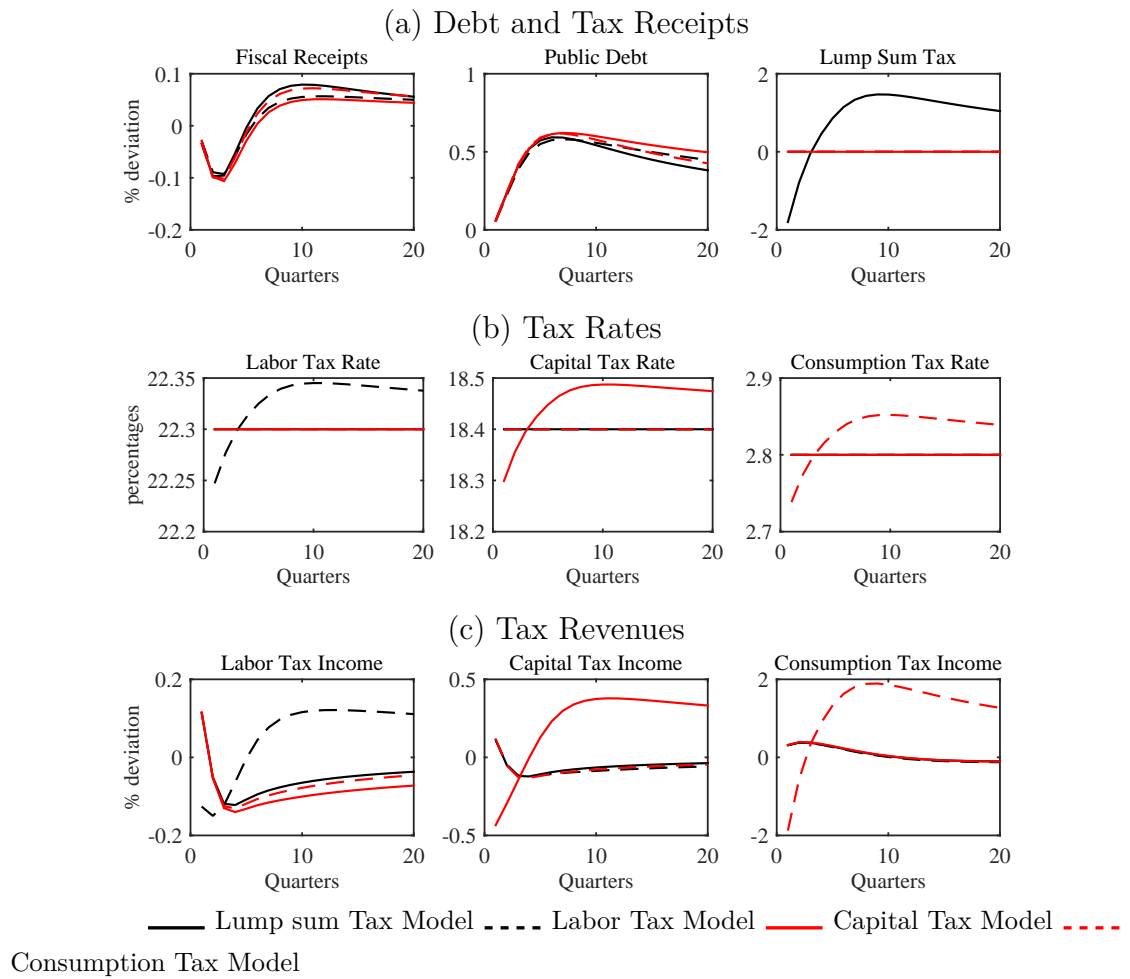 (a) Debt and Tax Receipts
Fiscal Receipts
Public Debt
Lump Sum Tax
% deviation
0.1
0
-0.1
-0.2
0 10 20
Quarters
1
0.5
0
0 10 20
Quarters
2
0
-2
0 10 20
Quarters
(b) Tax Rates
Labor Tax Rate
Capital Tax Rate
Consumption Tax Rate
percentages
22.35
22.3
22.25
22.2
0 10 20
Quarters
18.5
18.4
18.3
18.2
0 10 20
Quarters
2.9
2.8
2.7
0 10 20
Quarters
(c) Tax Revenues
Labor Tax Income
Capital Tax Income
Consumption Tax Income
% deviation
0.2
0
-0.2
0 10 20
Quarters
0.5
0
-0.5
0 10 20
Quarters
2
0
-2
0 10 20
Quarters
Lump sum Tax Model Labor Tax Model Capital Tax Model
Consumption Tax Model